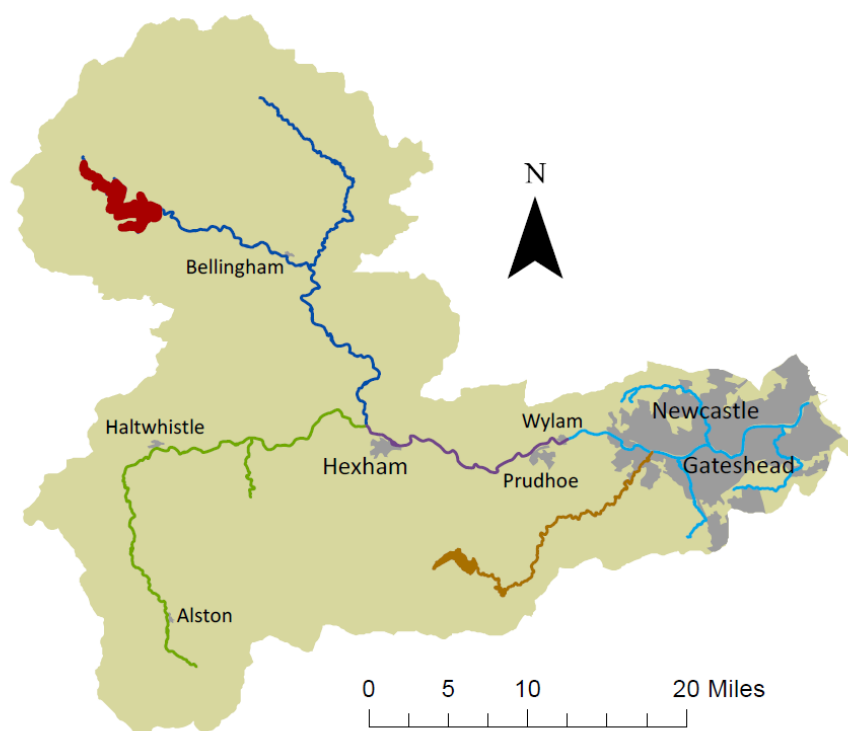 N
Bellingham
Haltwhistle
Newcastle
Wylam
Hexham
Gateshead
Prudhoe
Alston
0 5 10 20 Miles